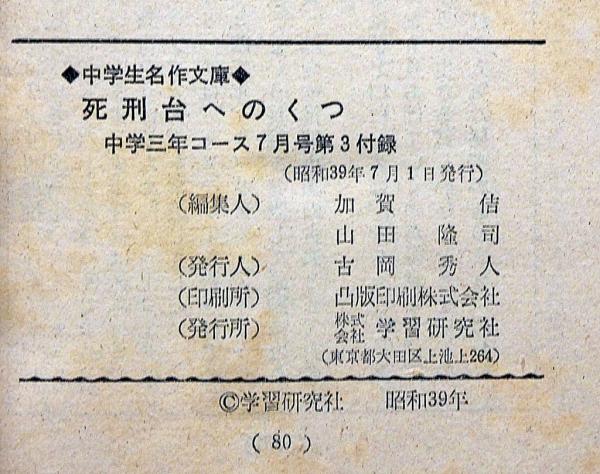 ◆中学生名作文庫◆
死刑台へのくつ
中学三年コース7月号第3付録
(昭和39年7月1日発行)
(編集人) 加賀佶
山田隆司
(発行人) 古岡秀人
(印刷所) 凸版印刷株式会社
(発行所) 株式会社 学習研究社
(東京都大田区上池上264)
©学習研究社 昭和39年
( 80 )